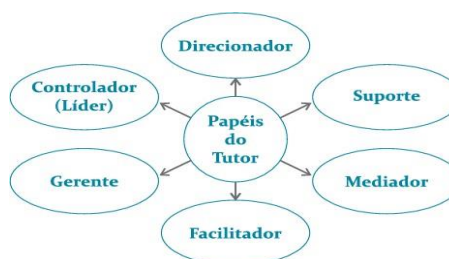 Direcionador
Controlador
(Líder)
Suporte
Papéis
do
Tutor
Gerente
Mediador
Facilitador